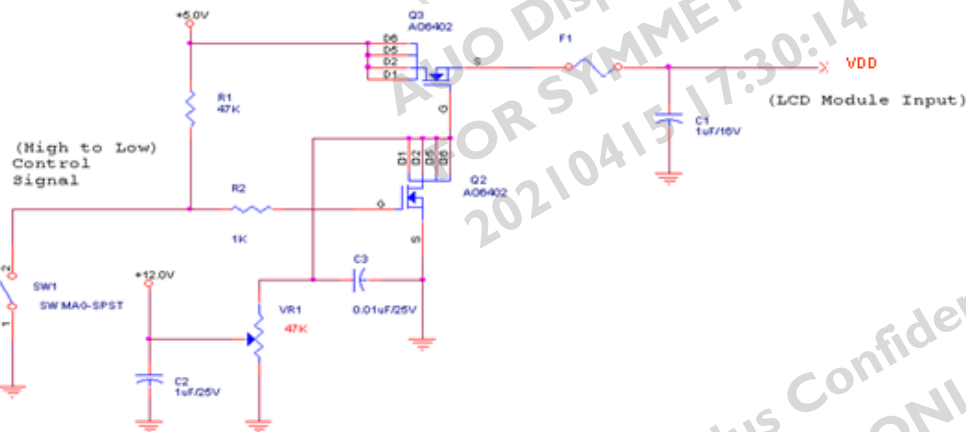 +5.0V
Q3
AO6402
D6
D5
D2
D1
S
G
F1
VDD
(LCD Module Input)
C1
1uF/16V
R1
47K
(High to Low)
Control
Signal
R2
1K
D1
D2
D5
D6
Q2
AO6402
G
S
SW1
SW MAG-SPST
2
1
+12.0V
VR1
47K
C3
0.01uF/25V
C2
1uF/25V
AUO Disp
FOR SYMME
20210415 17:30:14
us Confiden
ONL